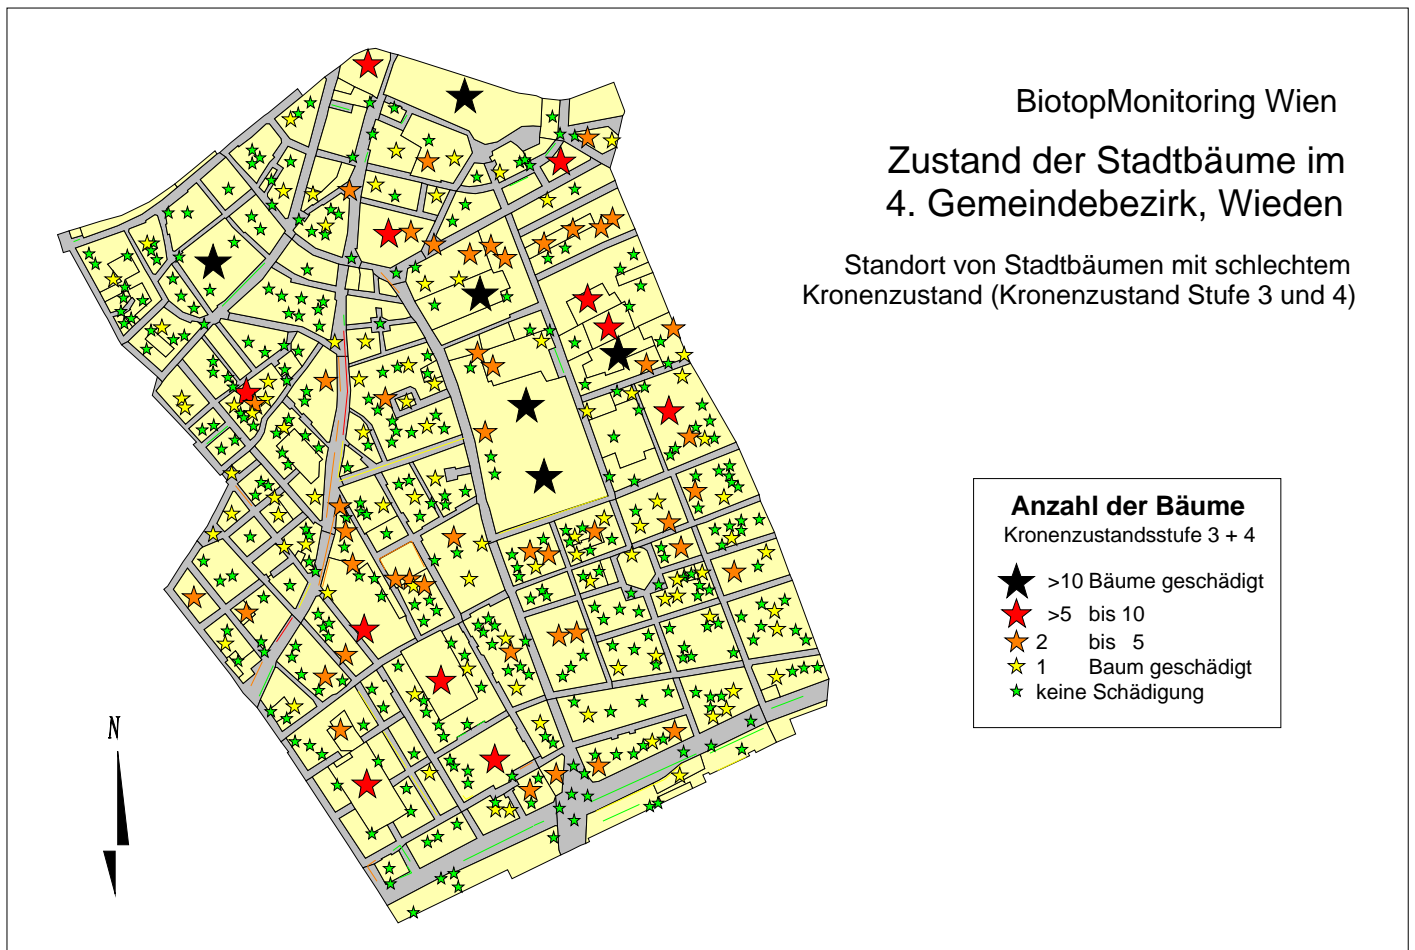 BiotopMonitoring Wien
Zustand der Stadtbäume im
4. Gemeindebezirk, Wieden
Standort von Stadtbäumen mit schlechtem
Kronenzustand (Kronenzustand Stufe 3 und 4)
Anzahl der Bäume
Kronenzustandsstufe 3 + 4
>10 Bäume geschädigt
>5 bis 10
2 bis 5
1 Baum geschädigt
keine Schädigung
N